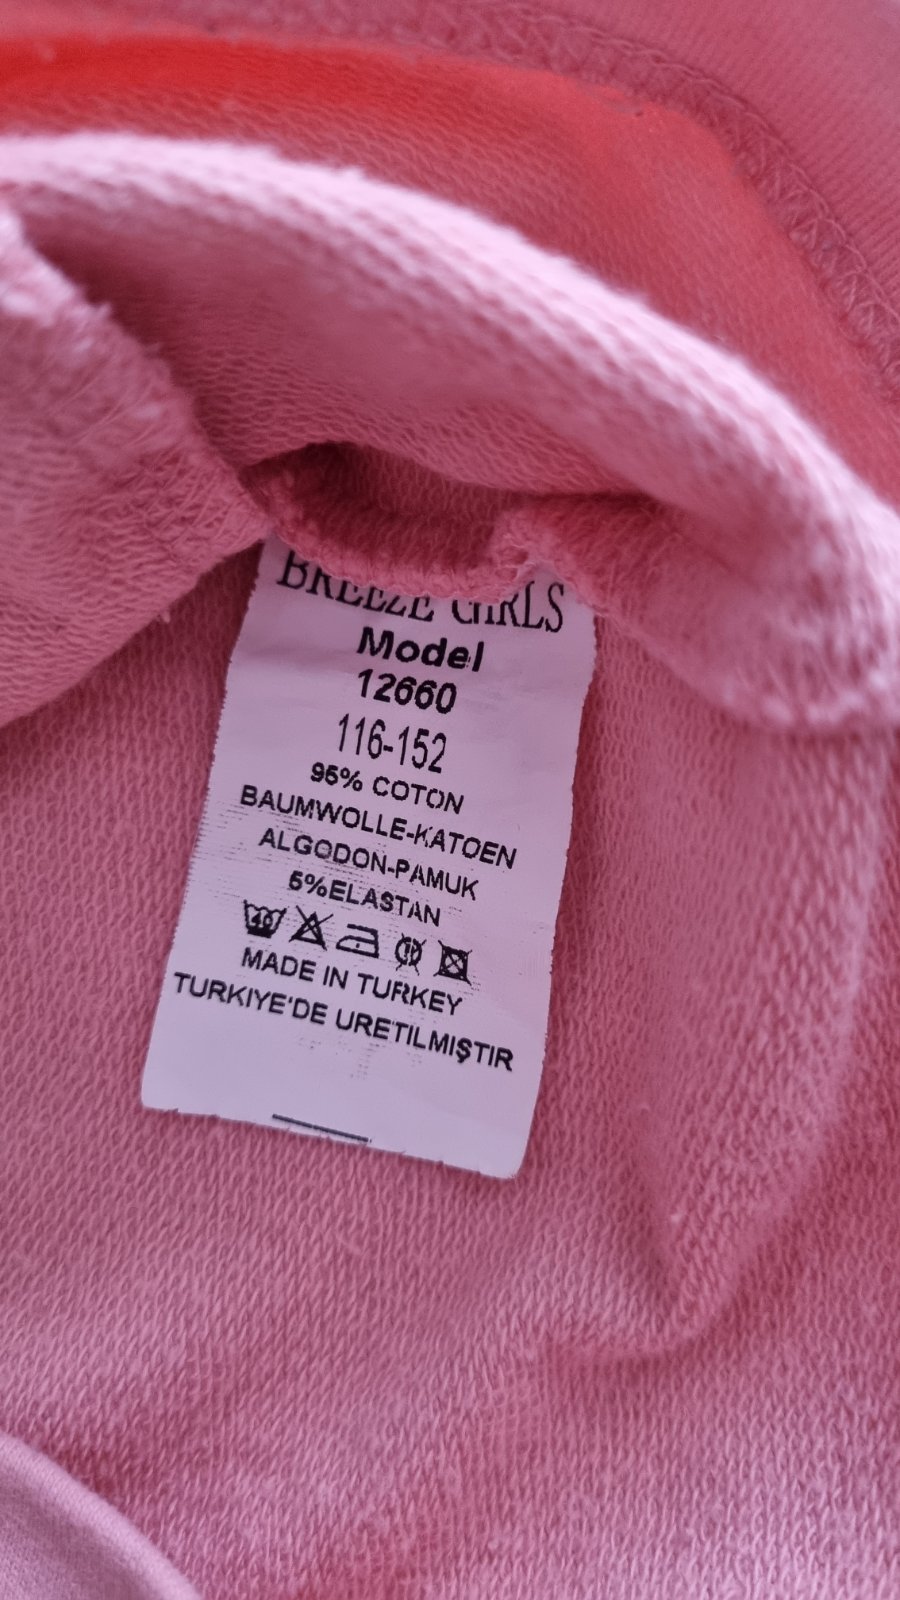 BREEZE GIRLS
Model
12660
116-152
95% COTON
BAUMWOLLE-KATOEN
ALGODON-PAMUK
5%ELASTAN
40
MADE IN TURKEY
TURKIYE'DE URETILMIŞTIR